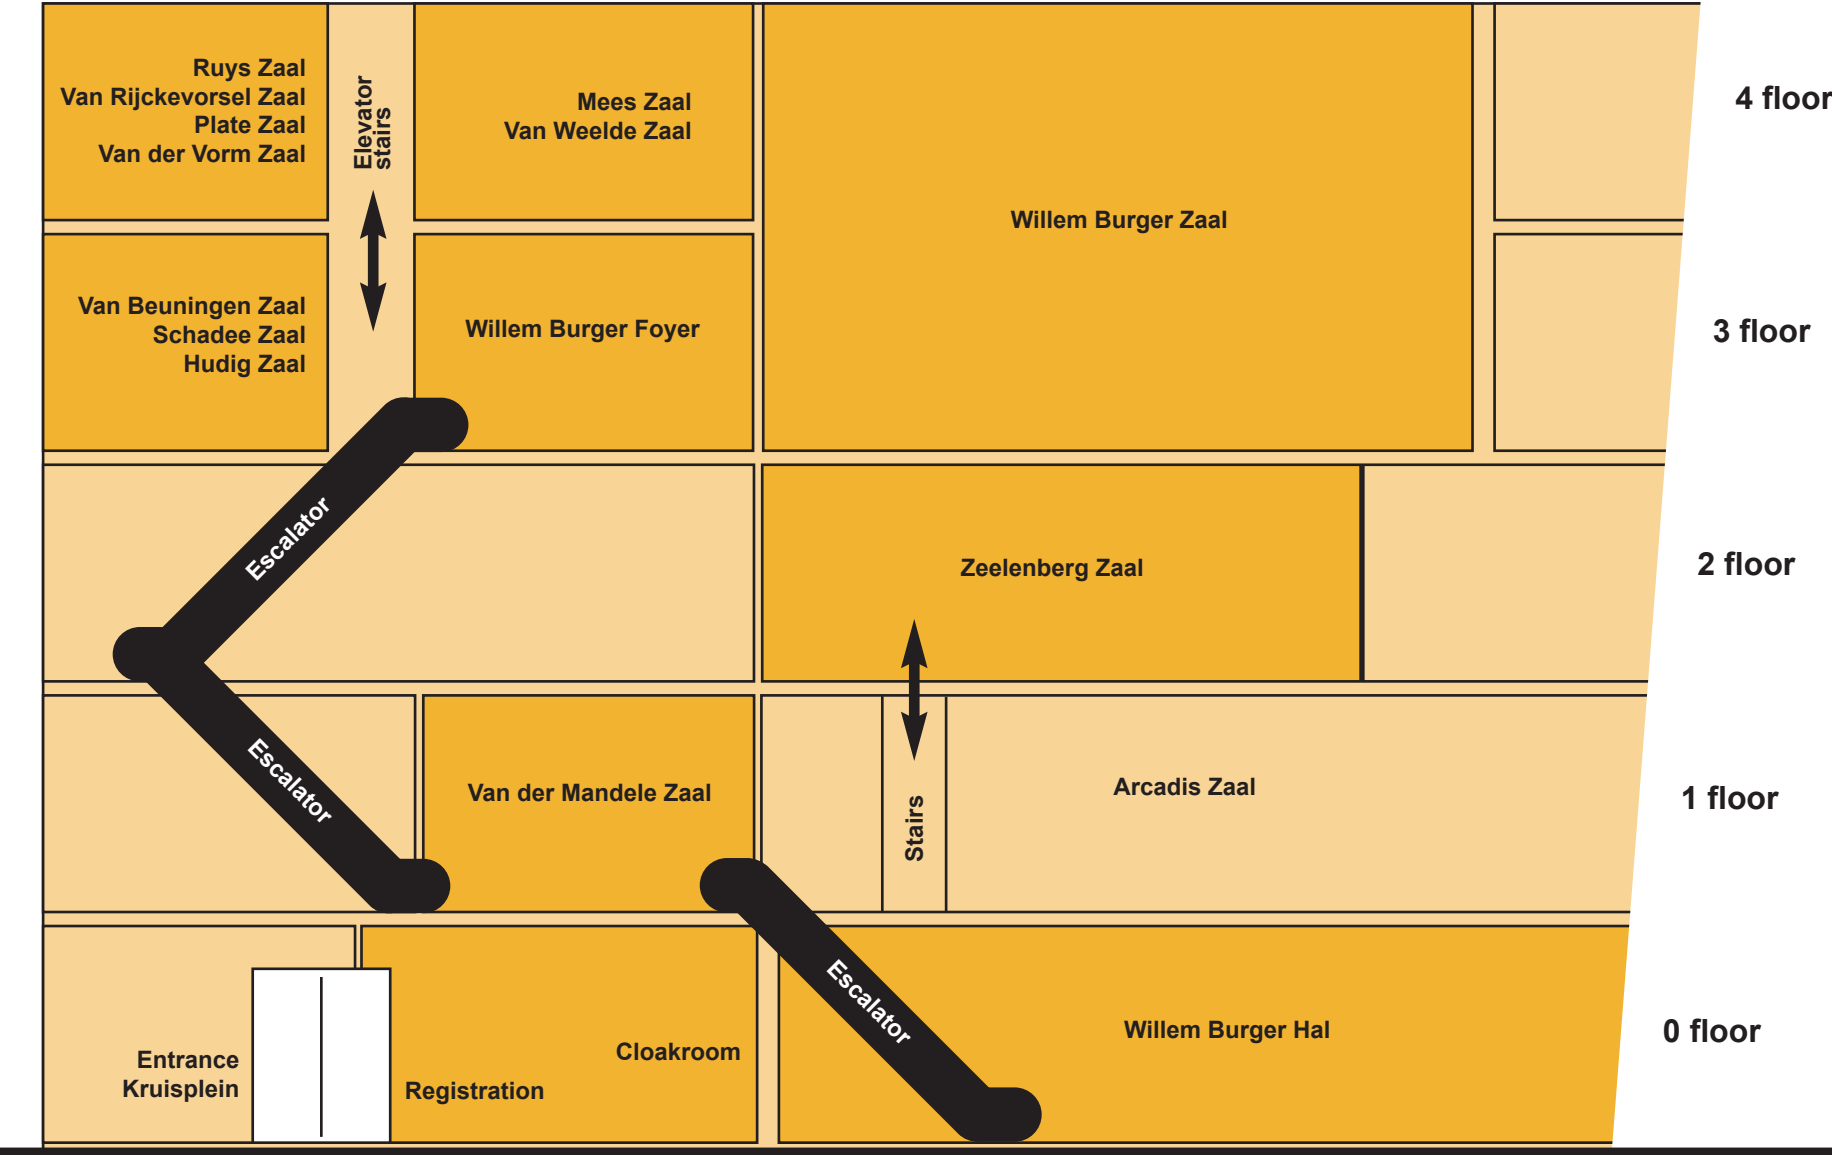 Ruys Zaal
Van Rijckevorsel Zaal
Plate Zaal
Van der Vorm Zaal
Elevator
stairs
Mees Zaal
Van Weelde Zaal
Willem Burger Zaal
4 floor
Van Beuningen Zaal
Schadee Zaal
Hudig Zaal
Willem Burger Foyer
3 floor
Escalator
Zeelenberg Zaal
2 floor
Escalator
Van der Mandele Zaal
Stairs
Arcadis Zaal
1 floor
Entrance
Kruisplein
Registration
Cloakroom
Escalator
Willem Burger Hal
0 floor